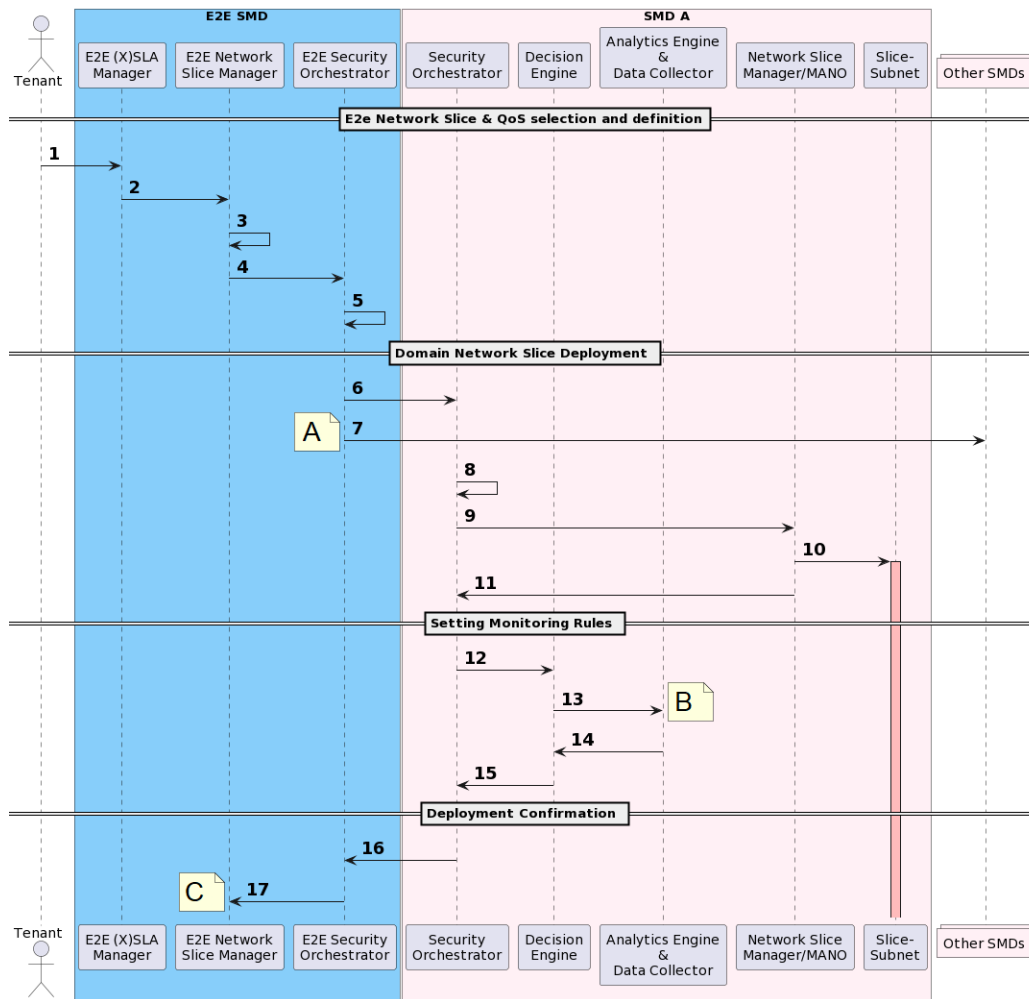 E2E SMD
SMD A
Tenant
E2E (X)SLA
Manager
E2E Network
Slice Manager
E2E Security
Orchestrator
Security
Orchestrator
Decision
Engine
Analytics Engine
&
Data Collector
Network Slice
Manager/MANO
Slice-
Subnet
Other SMDs
E2e Network Slice & QoS selection and definition
1
2
3
4
5
Domain Network Slice Deployment
6
A
7
8
9
10
11
Setting Monitoring Rules
12
13
B
14
15
Deployment Confirmation
16
C
17
Tenant
E2E (X)SLA
Manager
E2E Network
Slice Manager
E2E Security
Orchestrator
Security
Orchestrator
Decision
Engine
Analytics Engine
&
Data Collector
Network Slice
Manager/MANO
Slice-
Subnet
Other SMDs